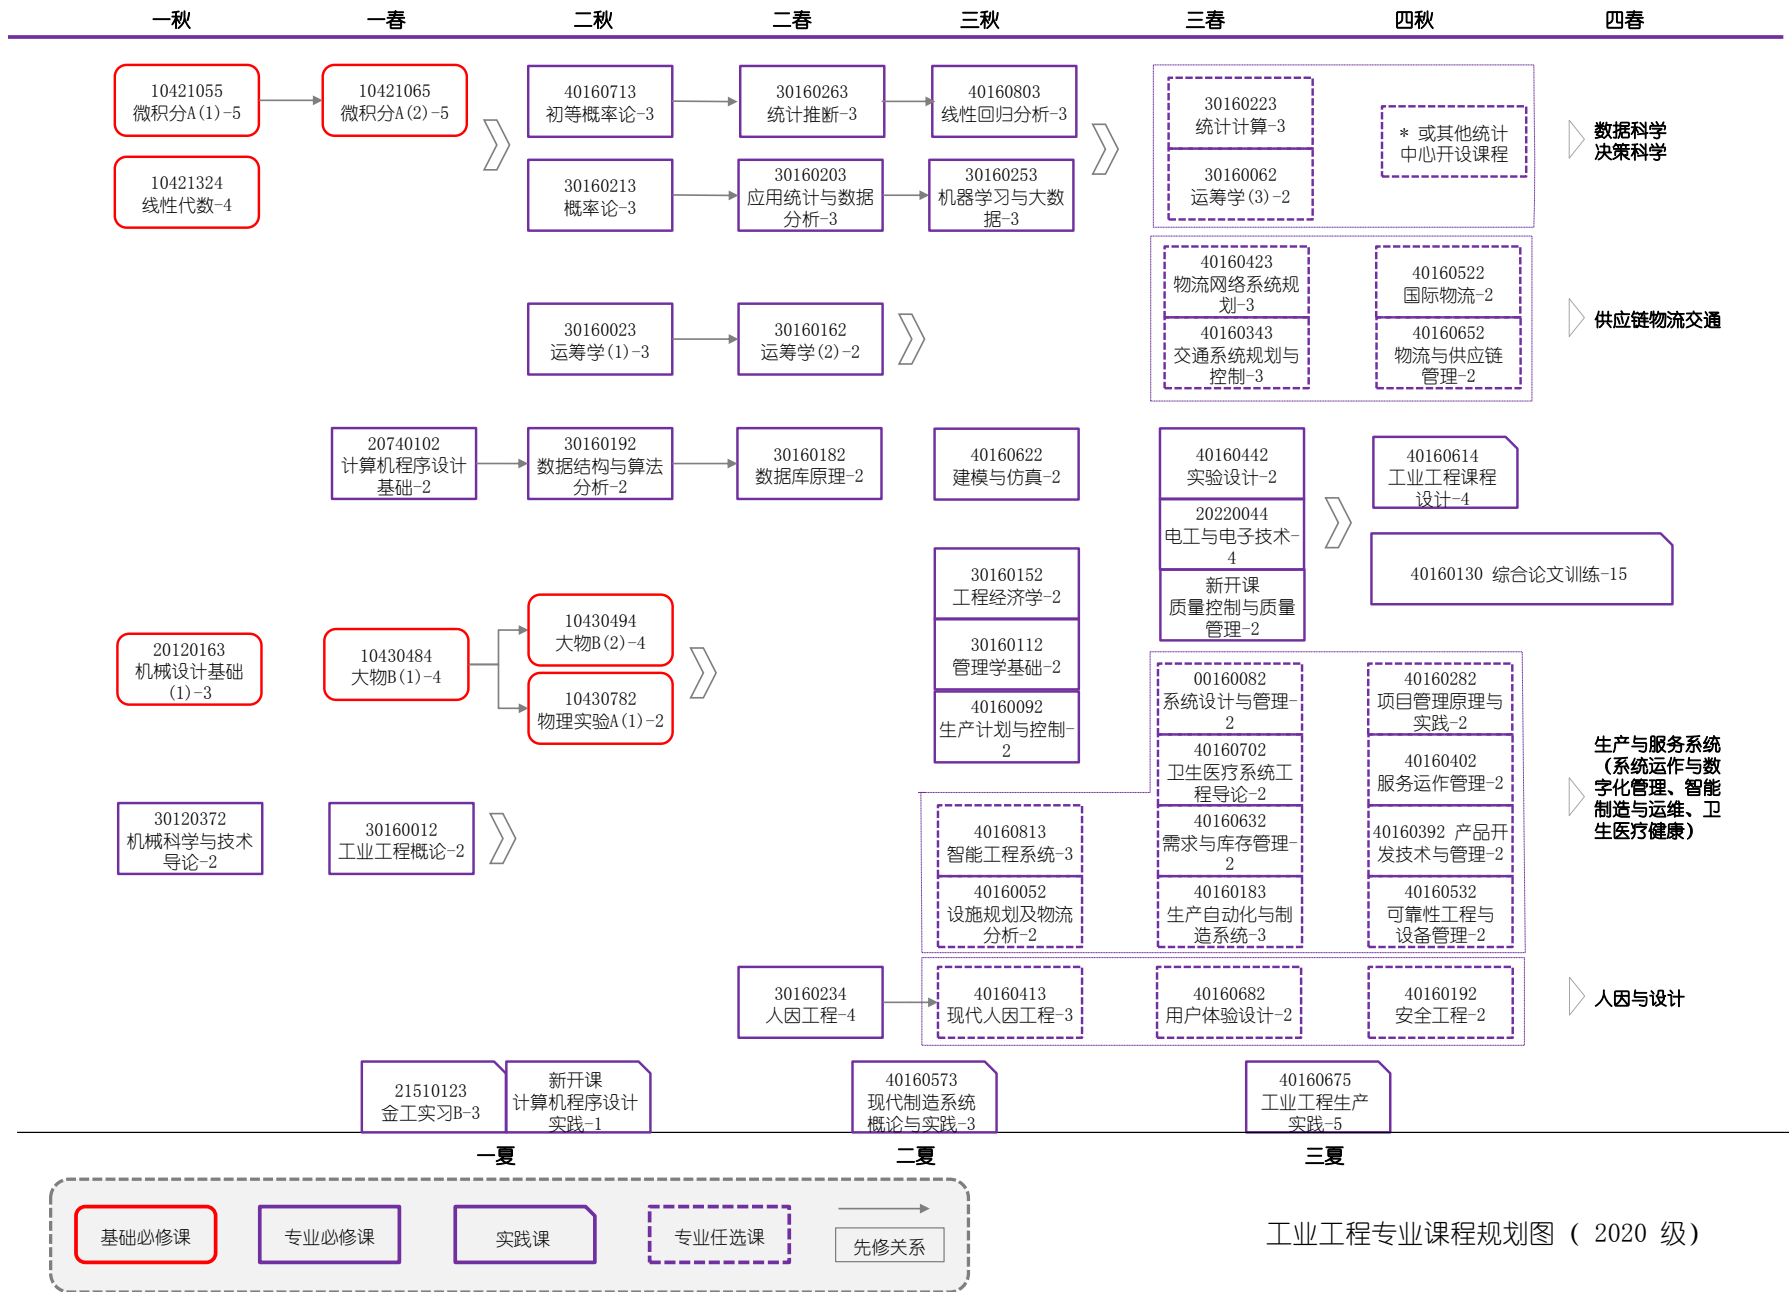 一秋
一春
二秋
二春
三秋
三春
四秋
四春
10421055
微积分A(1)-5
10421065
微积分A(2)-5
40160713
初等概率论-3
30160263
统计推断-3
40160803
线性回归分析-3
30160223
统计计算-3
* 或其他统计
中心开设课程
数据科学
决策科学
10421324
线性代数-4
30160213
概率论-3
30160203
应用统计与数据
分析-3
30160253
机器学习与大数
据-3
30160062
运筹学(3)-2
30160023
运筹学(1)-3
30160162
运筹学(2)-2
40160423
物流网络系统规
划-3
40160522
国际物流-2
40160343
交通系统规划与
控制-3
40160652
物流与供应链
管理-2
供应链物流交通
20740102
计算机程序设计
基础-2
30160192
数据结构与算法
分析-2
30160182
数据库原理-2
40160622
建模与仿真-2
40160442
实验设计-2
40160614
工业工程课程
设计-4
20220044
电工与电子技术-
4
新开课
质量控制与质量
管理-2
40160130 综合论文训练-15
30160152
工程经济学-2
30160112
管理学基础-2
40160092
生产计划与控制-
2
20120163
机械设计基础
(1)-3
10430484
大物B(1)-4
10430494
大物B(2)-4
10430782
物理实验A(1)-2
00160082
系统设计与管理-
2
40160282
项目管理原理与
实践-2
40160702
卫生医疗系统工
程导论-2
40160402
服务运作管理-2
30120372
机械科学与技术
导论-2
30160012
工业工程概论-2
40160813
智能工程系统-3
40160632
需求与库存管理-
2
40160392 产品开
发技术与管理-2
40160052
设施规划及物流
分析-2
40160183
生产自动化与制
造系统-3
40160532
可靠性工程与
设备管理-2
生产与服务系统
（系统运作与数
字化管理、智能
制造与运维、卫
生医疗健康）
30160234
人因工程-4
40160413
现代人因工程-3
40160682
用户体验设计-2
40160192
安全工程-2
人因与设计
21510123
金工实习B-3
新开课
计算机程序设计
实践-1
40160573
现代制造系统
概论与实践-3
40160675
工业工程生产
实践-5
一夏
二夏
三夏
基础必修课
专业必修课
实践课
专业任选课
先修关系
工业工程专业课程规划图 ( 2020 级)